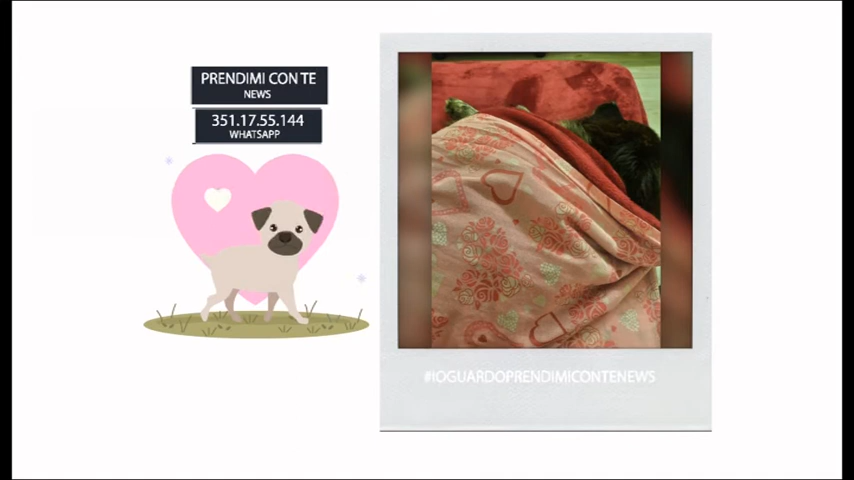 PRENDIMI CON TE
NEWS
351.17.55.144
WHATSAPP
#IOGUARDOPRENDIMICONTENEWS